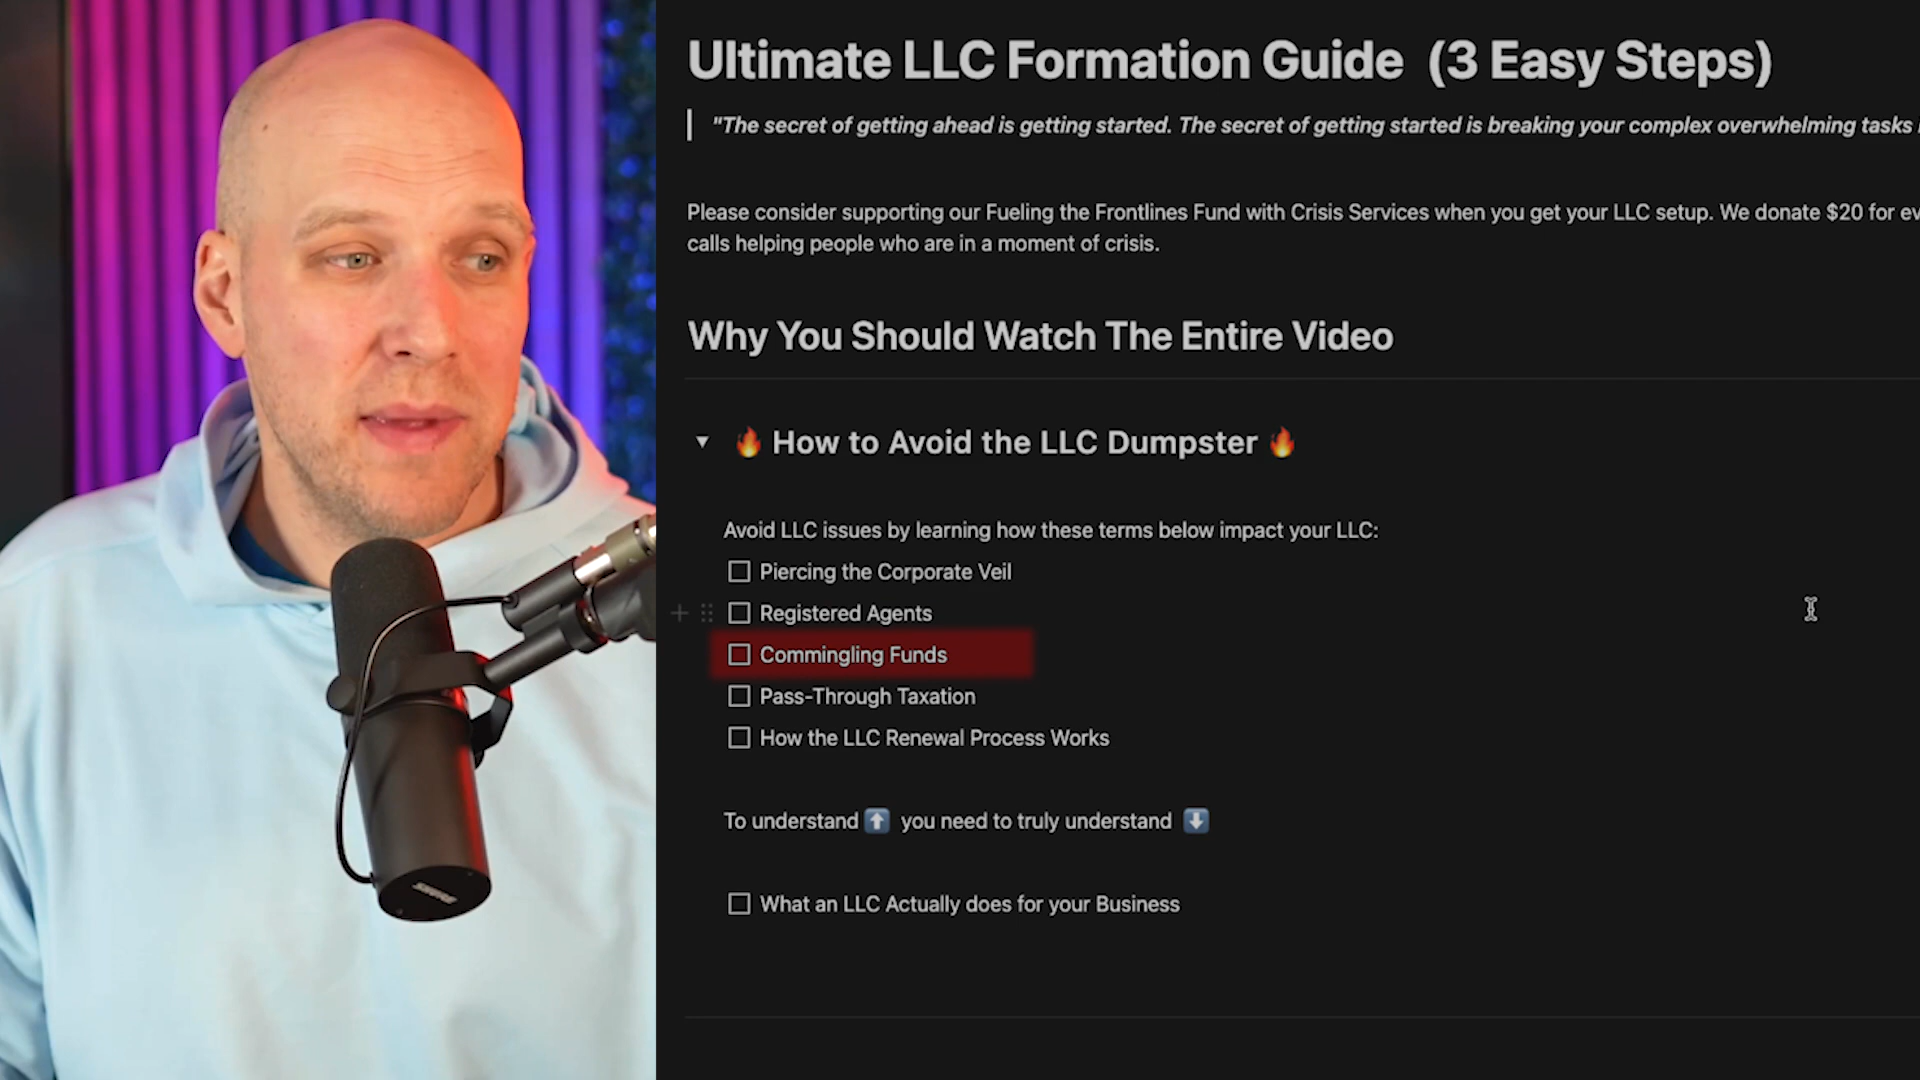 Ultimate LLC Formation Guide (3 Easy Steps)
"The secret of getting ahead is getting started. The secret of getting started is breaking your complex overwhelming tasks
Please consider supporting our Fueling the Frontlines Fund with Crisis Services when you get your LLC setup. We donate $20 for ev
calls helping people who are in a moment of crisis.
Why You Should Watch The Entire Video
🔥 How to Avoid the LLC Dumpster 🔥
Avoid LLC issues by learning how these terms below impact your LLC:
Piercing the Corporate Veil
Registered Agents
Commingling Funds
Pass-Through Taxation
How the LLC Renewal Process Works
To understand ⬆️ you need to truly understand ⬇️
What an LLC Actually does for your Business
SHURE